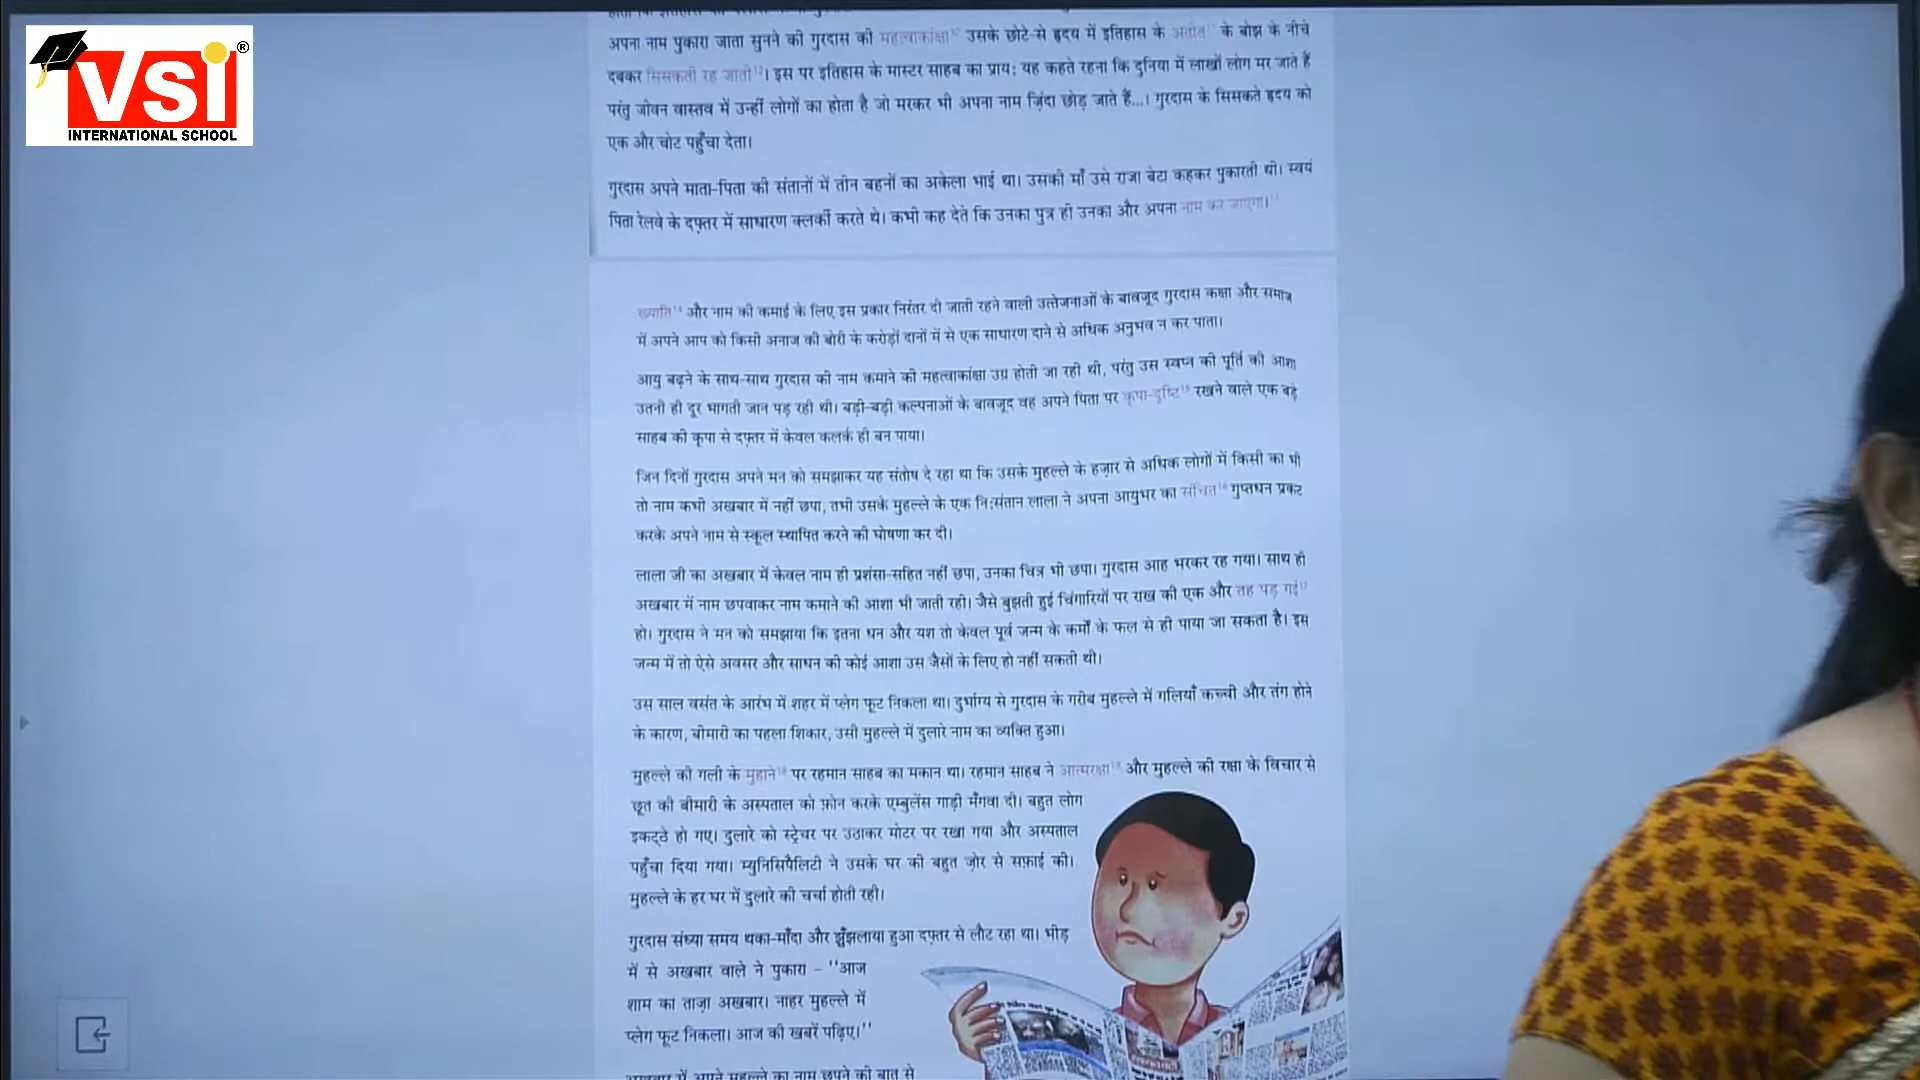 VSI®
INTERNATIONAL SCHOOL
अपना नाम पुकारा जाता सुनने की गुरदास की महत्वाकांक्षा उसके छोटे-से हृदय में इतिहास के अतीत के बोझ के नीचे
दबकर सिसकती रह जाती। इस पर इतिहास के मास्टर साहब का प्राय: यह कहते रहना कि दुनिया में लाखों लोग मर जाते हैं
परंतु जीवन वास्तव में उन्हीं लोगों का होता है जो मरकर भी अपना नाम ज़िंदा छोड़ जाते हैं...। गुरदास के सिसकते हृदय को
एक और चोट पहुँचा देता।
गुरदास अपने माता-पिता की संतानों में तीन बहनों का अकेला भाई था। उसकी माँ उसे राजा बेटा कहकर पुकारती थी। स्वयं
पिता रेलवे के दफ़्तर में साधारण क्लर्की करते थे। कभी कह देते कि उनका पुत्र ही उनका और अपना नाम कर जाएगा।
ख्याति¹⁴ और नाम की कमाई के लिए इस प्रकार निरंतर दी जाती रहने वाली उत्तेजनाओं के बावजूद गुरदास कक्षा और समाज
में अपने आप को किसी अनाज की बोरी के करोड़ों दानों में से एक साधारण दाने से अधिक अनुभव न कर पाता।
आयु बढ़ने के साथ-साथ गुरदास की नाम कमाने की महत्वाकांक्षा उग्र होती जा रही थी, परंतु उस स्वप्न की पूर्ति की आशा
उतनी ही दूर भागती जान पड़ रही थी। बड़ी-बड़ी कल्पनाओं के बावजूद वह अपने पिता पर कृपा-दृष्टि¹⁵ रखने वाले एक बड़े
साहब की कृपा से दफ़्तर में केवल कलर्क ही बन पाया।
जिन दिनों गुरदास अपने मन को समझाकर यह संतोष दे रहा था कि उसके मुहल्ले के हज़ार से अधिक लोगों में किसी का भी
तो नाम कभी अखबार में नहीं छपा, तभी उसके मुहल्ले के एक नि:संतान लाला ने अपना आयुभर का संचित¹⁶ गुप्तधन प्रकट
करके अपने नाम से स्कूल स्थापित करने की घोषणा कर दी।
लाला जी का अखबार में केवल नाम ही प्रशंसा-सहित नहीं छपा, उनका चित्र भी छपा। गुरदास आह भरकर रह गया। साथ ही
अखबार में नाम छपवाकर नाम कमाने की आशा भी जाती रही। जैसे बुझती हुई चिंगारियों पर राख की एक और तह पड़ गई¹⁷
हो। गुरदास ने मन को समझाया कि इतना धन और यश तो केवल पूर्व जन्म के कर्मों के फल से ही पाया जा सकता है। इस
जन्म में तो ऐसे अवसर और साधन की कोई आशा उस जैसों के लिए हो नहीं सकती थी।
उस साल वसंत के आरंभ में शहर में प्लेग फूट निकला था। दुर्भाग्य से गुरदास के गरीब मुहल्ले में गलियाँ कच्ची और तंग होने
के कारण, बीमारी का पहला शिकार, उसी मुहल्ले में दुलारे नाम का व्यक्ति हुआ।
मुहल्ले की गली के मुहाने¹⁸ पर रहमान साहब का मकान था। रहमान साहब ने आत्मरक्षा¹⁹ और मुहल्ले की रक्षा के विचार से
छूत की बीमारी के अस्पताल को फ़ोन करके एम्बुलेंस गाड़ी मँगवा दी। बहुत लोग
इकट्ठे हो गए। दुलारे को स्ट्रेचर पर उठाकर मोटर पर रखा गया और अस्पताल
पहुँचा दिया गया। म्युनिसिपैलिटी ने उसके घर की बहुत ज़ोर से सफ़ाई की।
मुहल्ले के हर घर में दुलारे की चर्चा होती रही।
गुरदास संध्या समय थका-माँदा और झुँझलाया हुआ दफ़्तर से लौट रहा था। भीड़
में से अखबार वाले ने पुकारा – "आज
शाम का ताज़ा अखबार। नाहर मुहल्ले में
प्लेग फूट निकला। आज की खबरें पढ़िए।"
अखबार में अपने मुहल्ले का नाम छपने की बात से